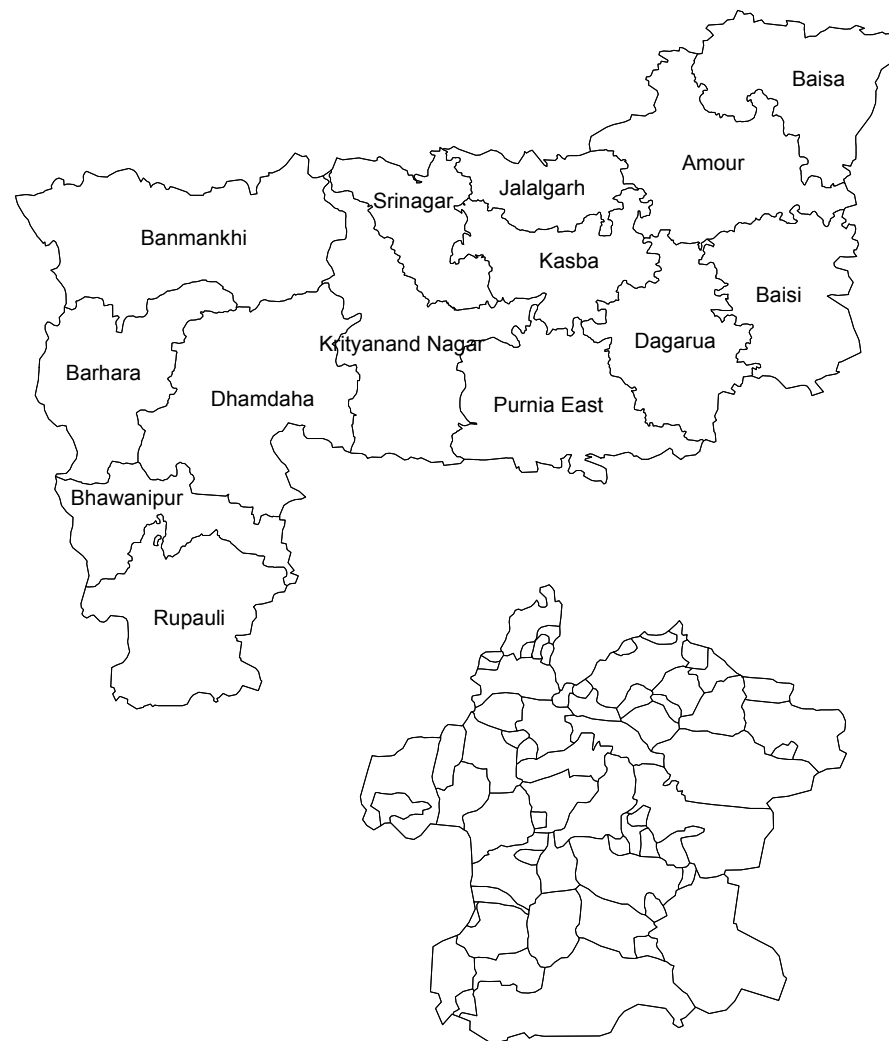 Baisa
Amour
Jalalgarh
Srinagar
Banmankhi
Kasba
Baisi
Krityanand Nagar
Dagarua
Barhara
Dhamdaha
Purnia East
Bhawanipur
Rupauli